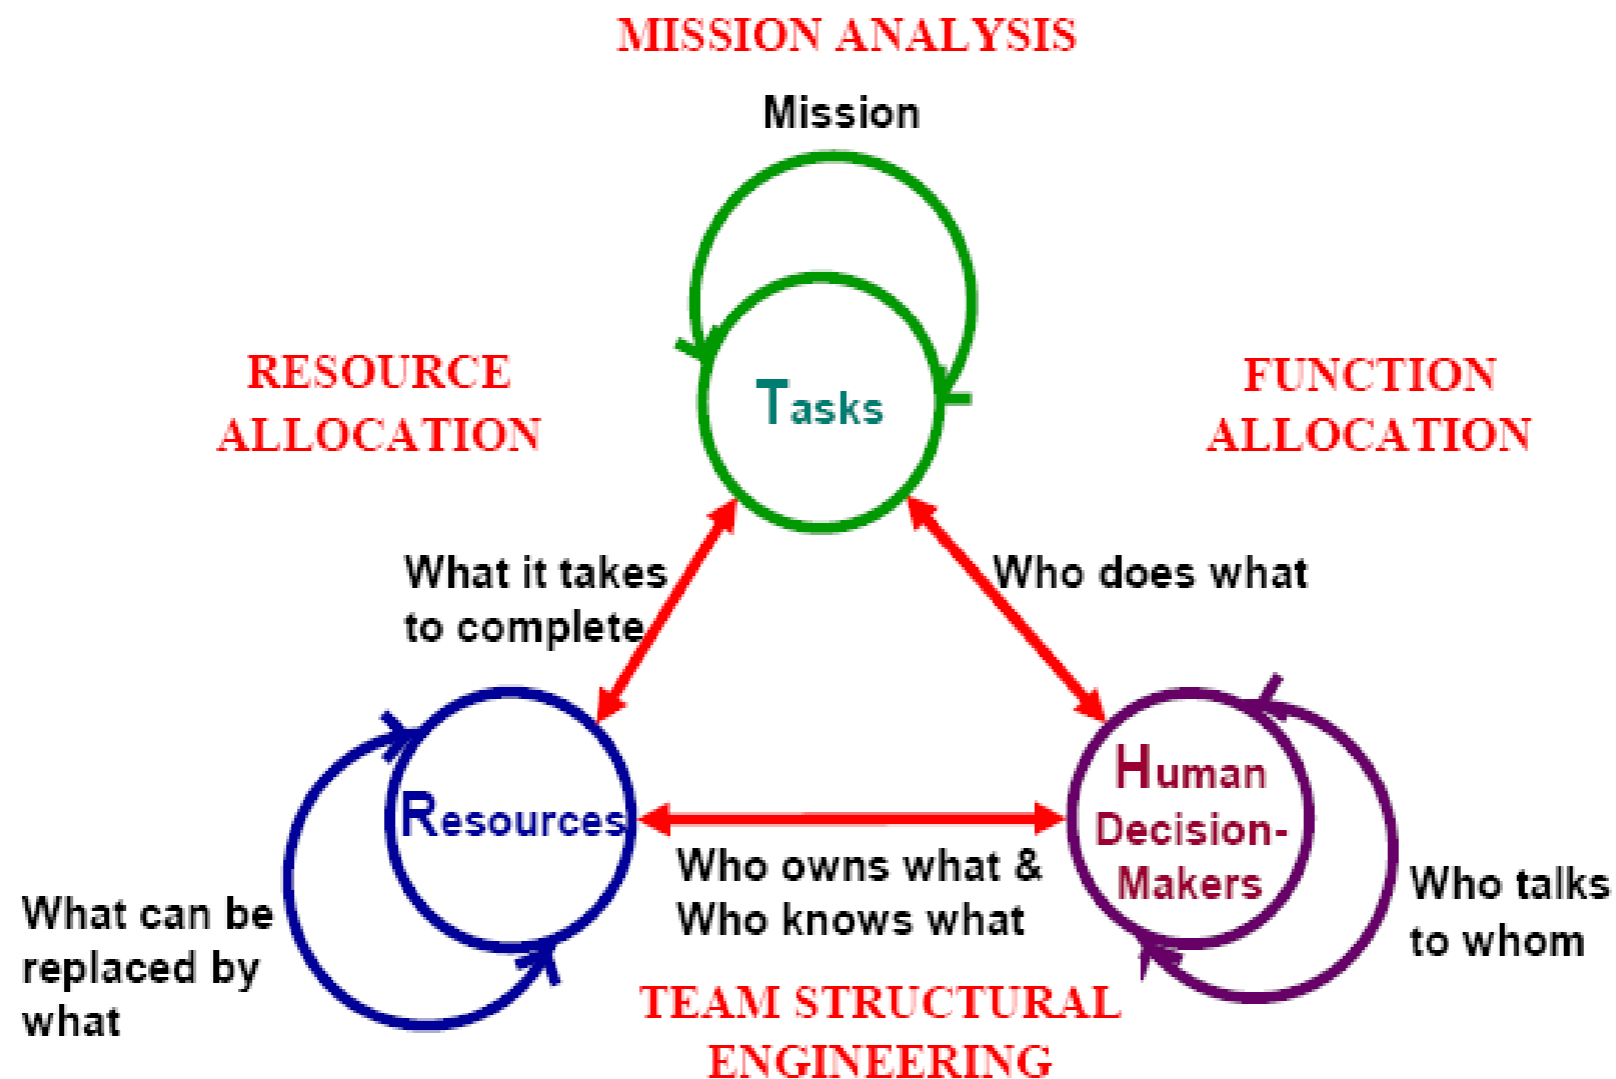 MISSION ANALYSIS
Mission
Tasks
RESOURCE
ALLOCATION
FUNCTION
ALLOCATION
What it takes
to complete
Who does what
Resources
Human
Decision-
Makers
Who owns what &
Who knows what
What can be
replaced by
what
Who talks
to whom
TEAM STRUCTURAL
ENGINEERING